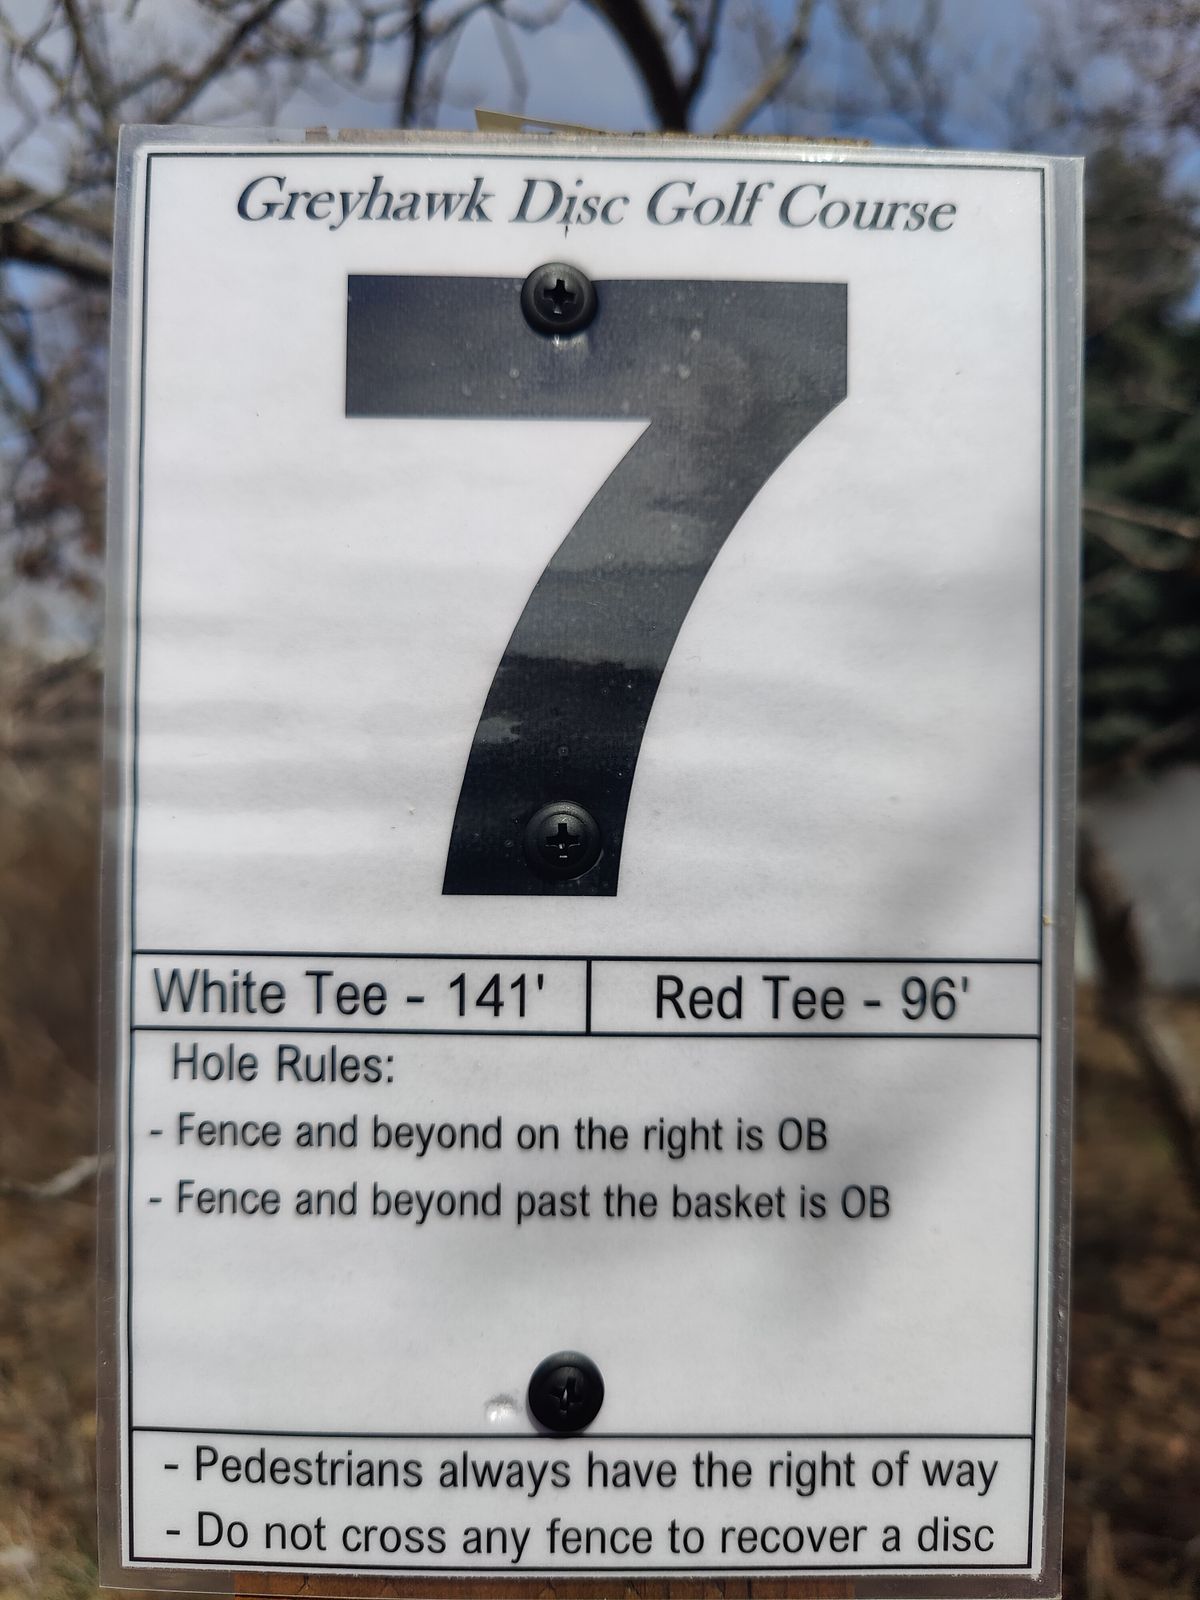 Greyhawk Disc Golf Course
7
White Tee - 141' Red Tee - 96'
Hole Rules:
- Fence and beyond on the right is OB
- Fence and beyond past the basket is OB
- Pedestrians always have the right of way
- Do not cross any fence to recover a disc